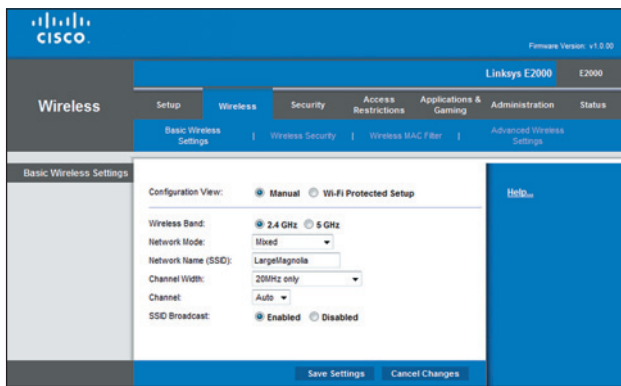 CISCO.
Firmware Version: v1.0.00
Linksys E2000 E2000
Wireless
Setup Wireless Security Access Restrictions Applications & Gaming Administration Status
Basic Wireless Settings | Wireless Security | Wireless MAC Filter | Advanced Wireless Settings
Basic Wireless Settings
Configuration View: Manual Wi-Fi Protected Setup
Help...
Wireless Band: 2.4 GHz 5 GHz
Network Mode: Mixed
Network Name (SSID): LargeMagnolia
Channel Width: 20MHz only
Channel: Auto
SSID Broadcast: Enabled Disabled
Save Settings Cancel Changes